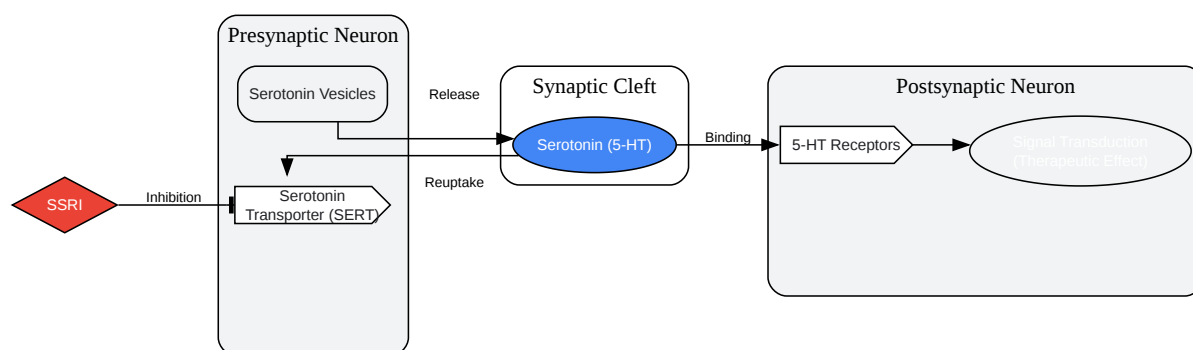 Presynaptic Neuron
Serotonin Vesicles
Release
Synaptic Cleft
Serotonin (5-HT)
Binding
Postsynaptic Neuron
5-HT Receptors
Signal Transduction
(Therapeutic Effect)
Reuptake
SSRI
Inhibition
Serotonin
Transporter (SERT)